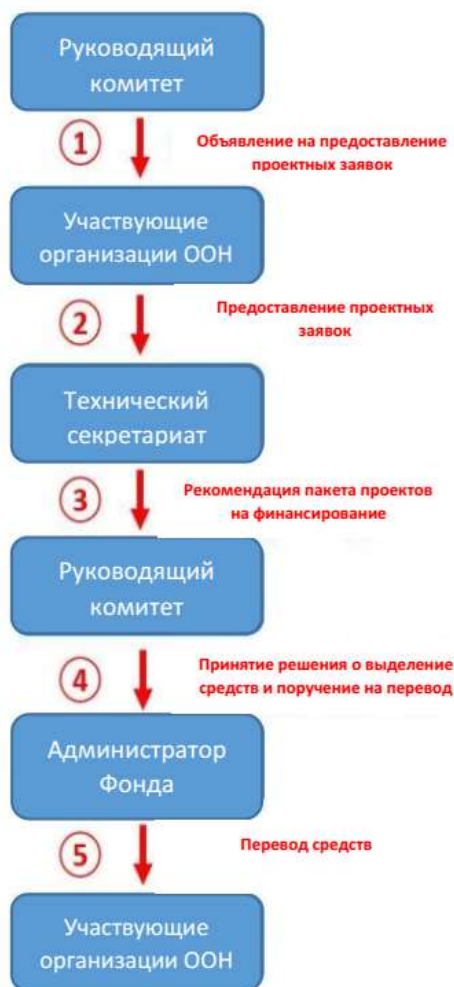 Руководящий
комитет
1
Объявление на предоставление
проектных заявок
Участвующие
организации ООН
2
Предоставление проектных
заявок
Технический
секретариат
3
Рекомендация пакета проектов
на финансирование
Руководящий
комитет
4
Принятие решения о выделение
средств и поручение на перевод
Администратор
Фонда
5
Перевод средств
Участвующие
организации ООН